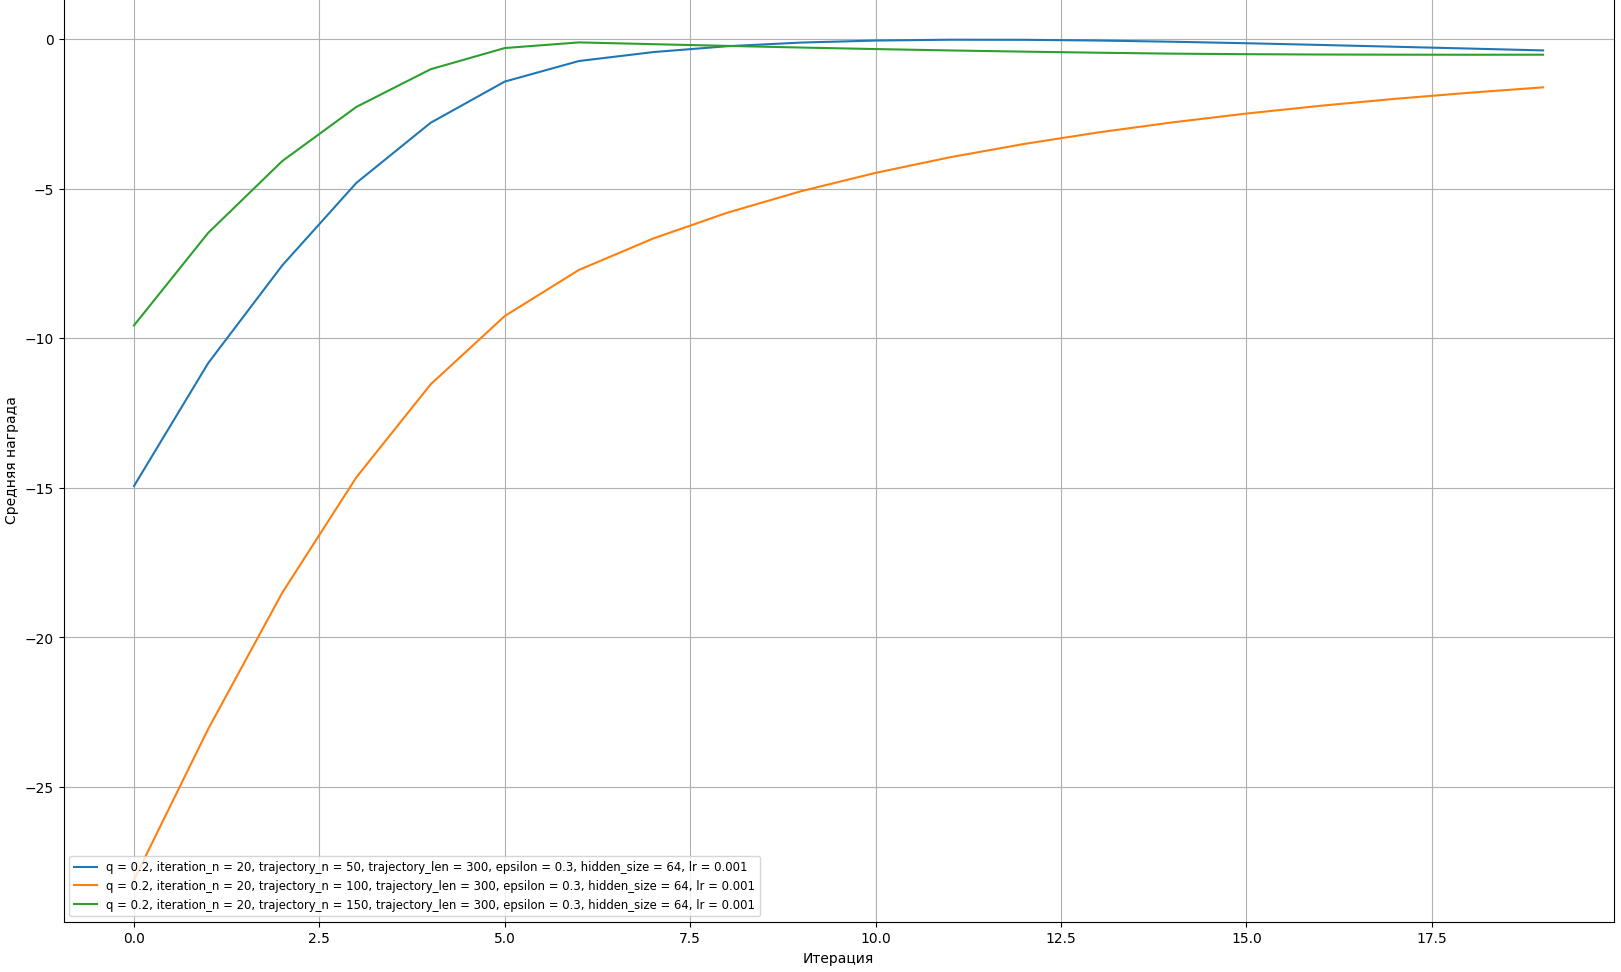 0
−5
−10
−15
−20
−25
Средняя награда
q = 0.2, iteration_n = 20, trajectory_n = 50, trajectory_len = 300, epsilon = 0.3, hidden_size = 64, lr = 0.001
q = 0.2, iteration_n = 20, trajectory_n = 100, trajectory_len = 300, epsilon = 0.3, hidden_size = 64, lr = 0.001
q = 0.2, iteration_n = 20, trajectory_n = 150, trajectory_len = 300, epsilon = 0.3, hidden_size = 64, lr = 0.001
0.0 2.5 5.0 7.5 10.0 12.5 15.0 17.5
Итерация